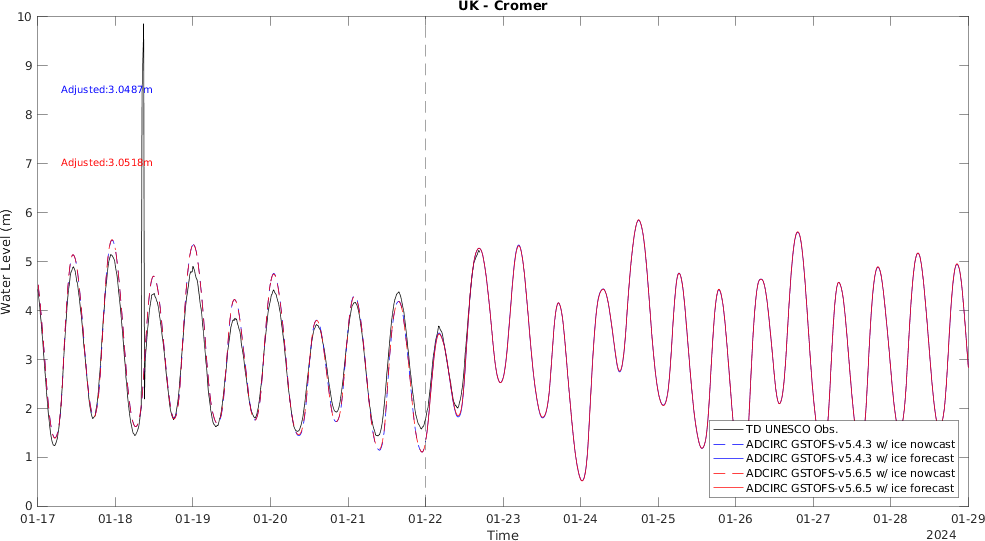 UK - Cromer
10
9
8
7
6
5
4
3
2
1
0
Water Level (m)
Adjusted:3.0487m
Adjusted:3.0518m
TD UNESCO Obs.
ADCIRC GSTOFS-v5.4.3 w/ ice nowcast
ADCIRC GSTOFS-v5.4.3 w/ ice forecast
ADCIRC GSTOFS-v5.6.5 w/ ice nowcast
ADCIRC GSTOFS-v5.6.5 w/ ice forecast
01-17 01-18 01-19 01-20 01-21 01-22 01-23 01-24 01-25 01-26 01-27 01-28 01-29
Time
2024